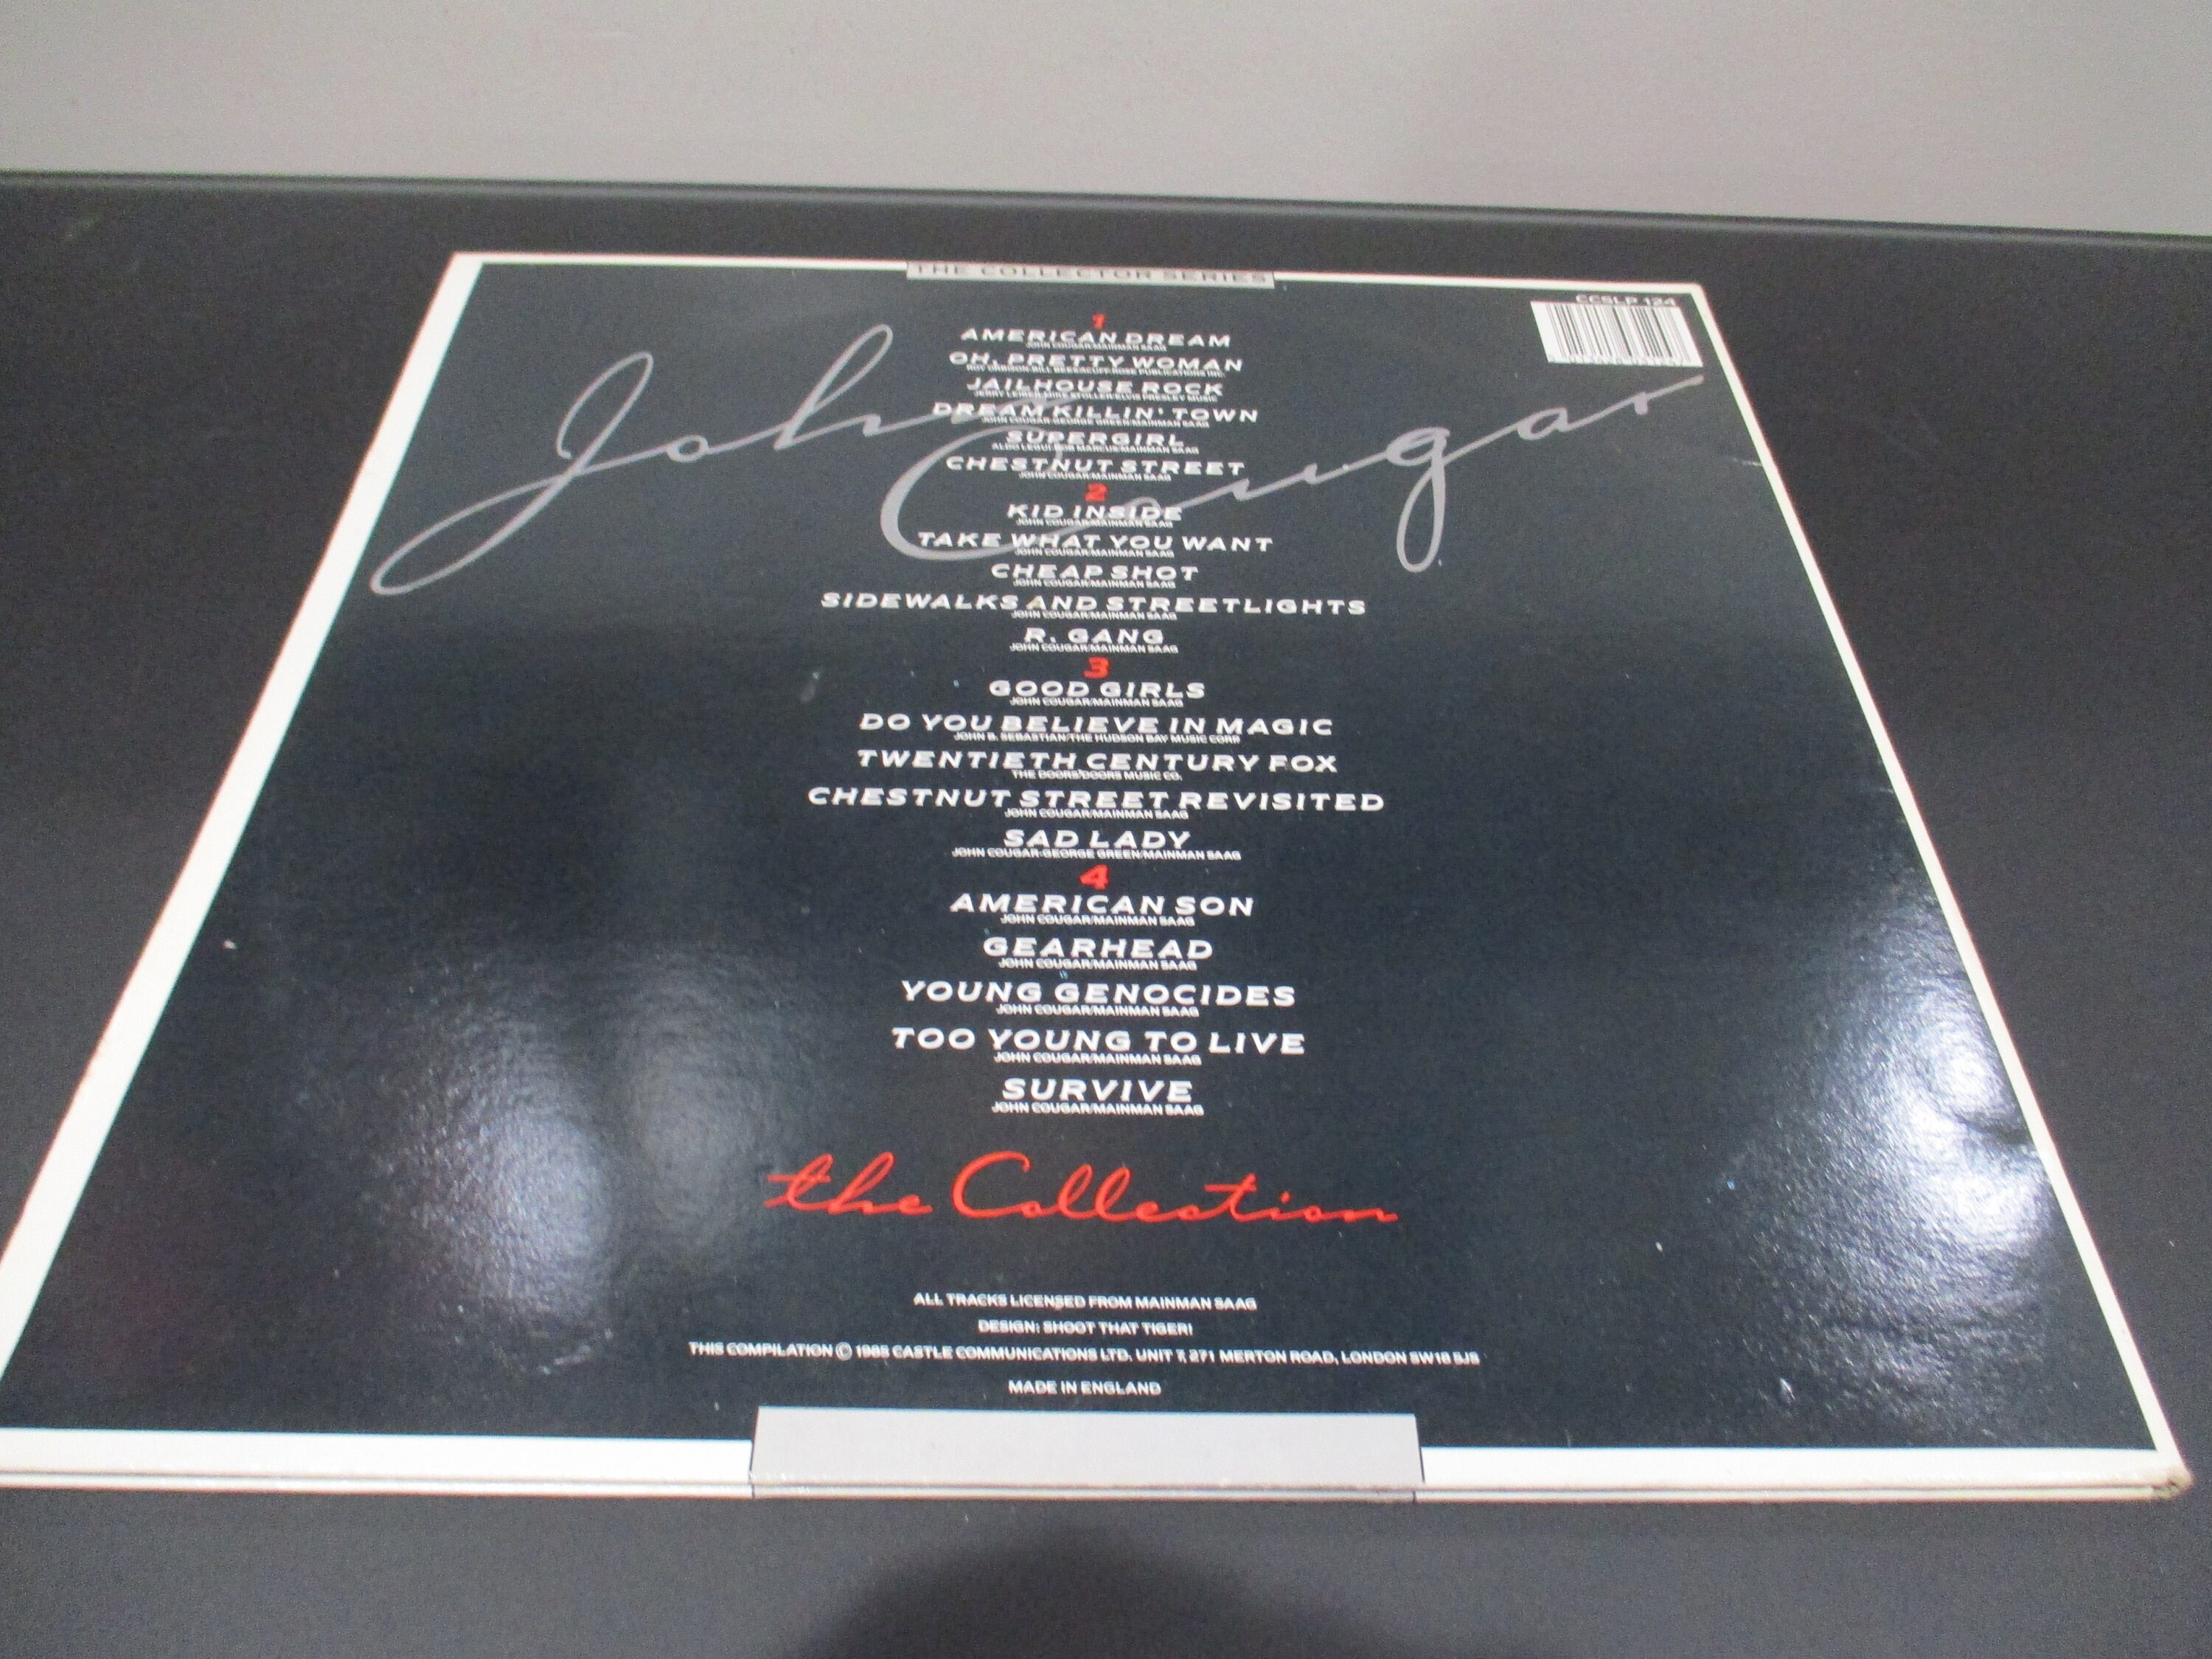 THE COLLECTOR SERIES
CCSLP 124
John Cougar
1
AMERICAN DREAM
JOHN COUGAR/MAINMAN SAAG
OH, PRETTY WOMAN
JAILHOUSE ROCK
JERRY LEIBER/MIKE STOLLER/ELVIS PRESLEY MUSIC
DREAM KILLIN' TOWN
JOHN COUGAR-GEORGE GREEN/MAINMAN SAAG
SUPERGIRL
CHESTNUT STREET
JOHN COUGAR/MAINMAN SAAG
2
KID INSIDE
JOHN COUGAR/MAINMAN SAAG
TAKE WHAT YOU WANT
JOHN COUGAR/MAINMAN SAAG
CHEAP SHOT
JOHN COUGAR/MAINMAN SAAG
SIDEWALKS AND STREETLIGHTS
JOHN COUGAR/MAINMAN SAAG
R. GANG
JOHN COUGAR/MAINMAN SAAG
3
GOOD GIRLS
JOHN COUGAR/MAINMAN SAAG
DO YOU BELIEVE IN MAGIC
JOHN B. SEBASTIAN/THE HUDSON BAY MUSIC CORP
TWENTIETH CENTURY FOX
THE DOORS/DOORS MUSIC CO.
CHESTNUT STREET REVISITED
JOHN COUGAR/MAINMAN SAAG
SAD LADY
JOHN COUGAR-GEORGE GREEN/MAINMAN SAAG
4
AMERICAN SON
JOHN COUGAR/MAINMAN SAAG
GEARHEAD
JOHN COUGAR/MAINMAN SAAG
YOUNG GENOCIDES
JOHN COUGAR/MAINMAN SAAG
TOO YOUNG TO LIVE
JOHN COUGAR/MAINMAN SAAG
SURVIVE
JOHN COUGAR/MAINMAN SAAG
the Collection
ALL TRACKS LICENSED FROM MAINMAN SAAG
DESIGN: SHOOT THAT TIGER!
THIS COMPILATION © 1985 CASTLE COMMUNICATIONS LTD. UNIT 7, 271 MERTON ROAD, LONDON SW18 5JS
MADE IN ENGLAND